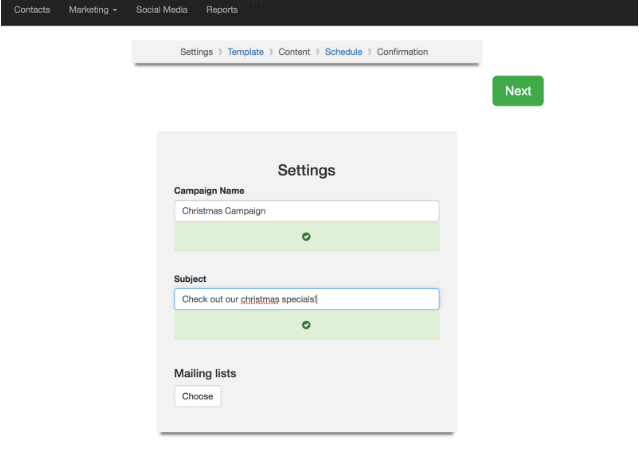 Contacts Marketing Social Media Reports
Settings Template Content Schedule Confirmation
Next
Settings
Campaign Name
Christmas Campaign
Subject
Check out our christmas specials!
Mailing lists
Choose